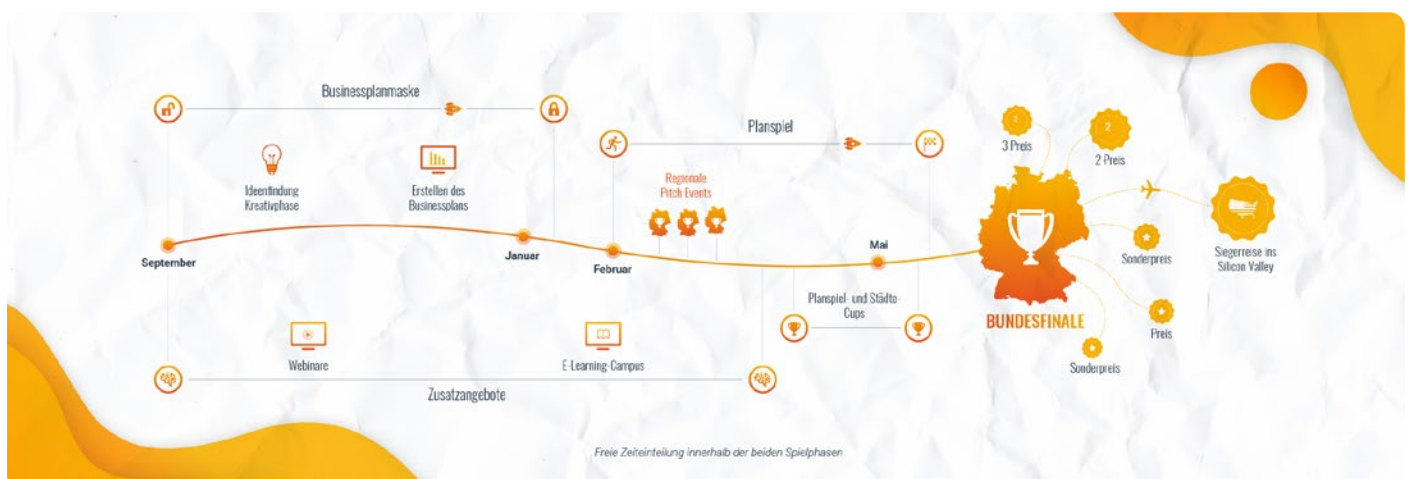 Businessplanmaske
Ideenfindung
Kreativphase
Erstellen des
Businessplans
Planspiel
Regionale
Pitch Events
September
Januar
Februar
Mai
Planspiel- und Städte-
Cups
Webinare
E-Learning-Campus
Zusatzangebote
3
3 Preis
2
2 Preis
Siegerreise ins
Silicon Valley
Sonderpreis
Preis
Sonderpreis
BUNDESFINALE
Freie Zeiteinteilung innerhalb der beiden Spielphasen